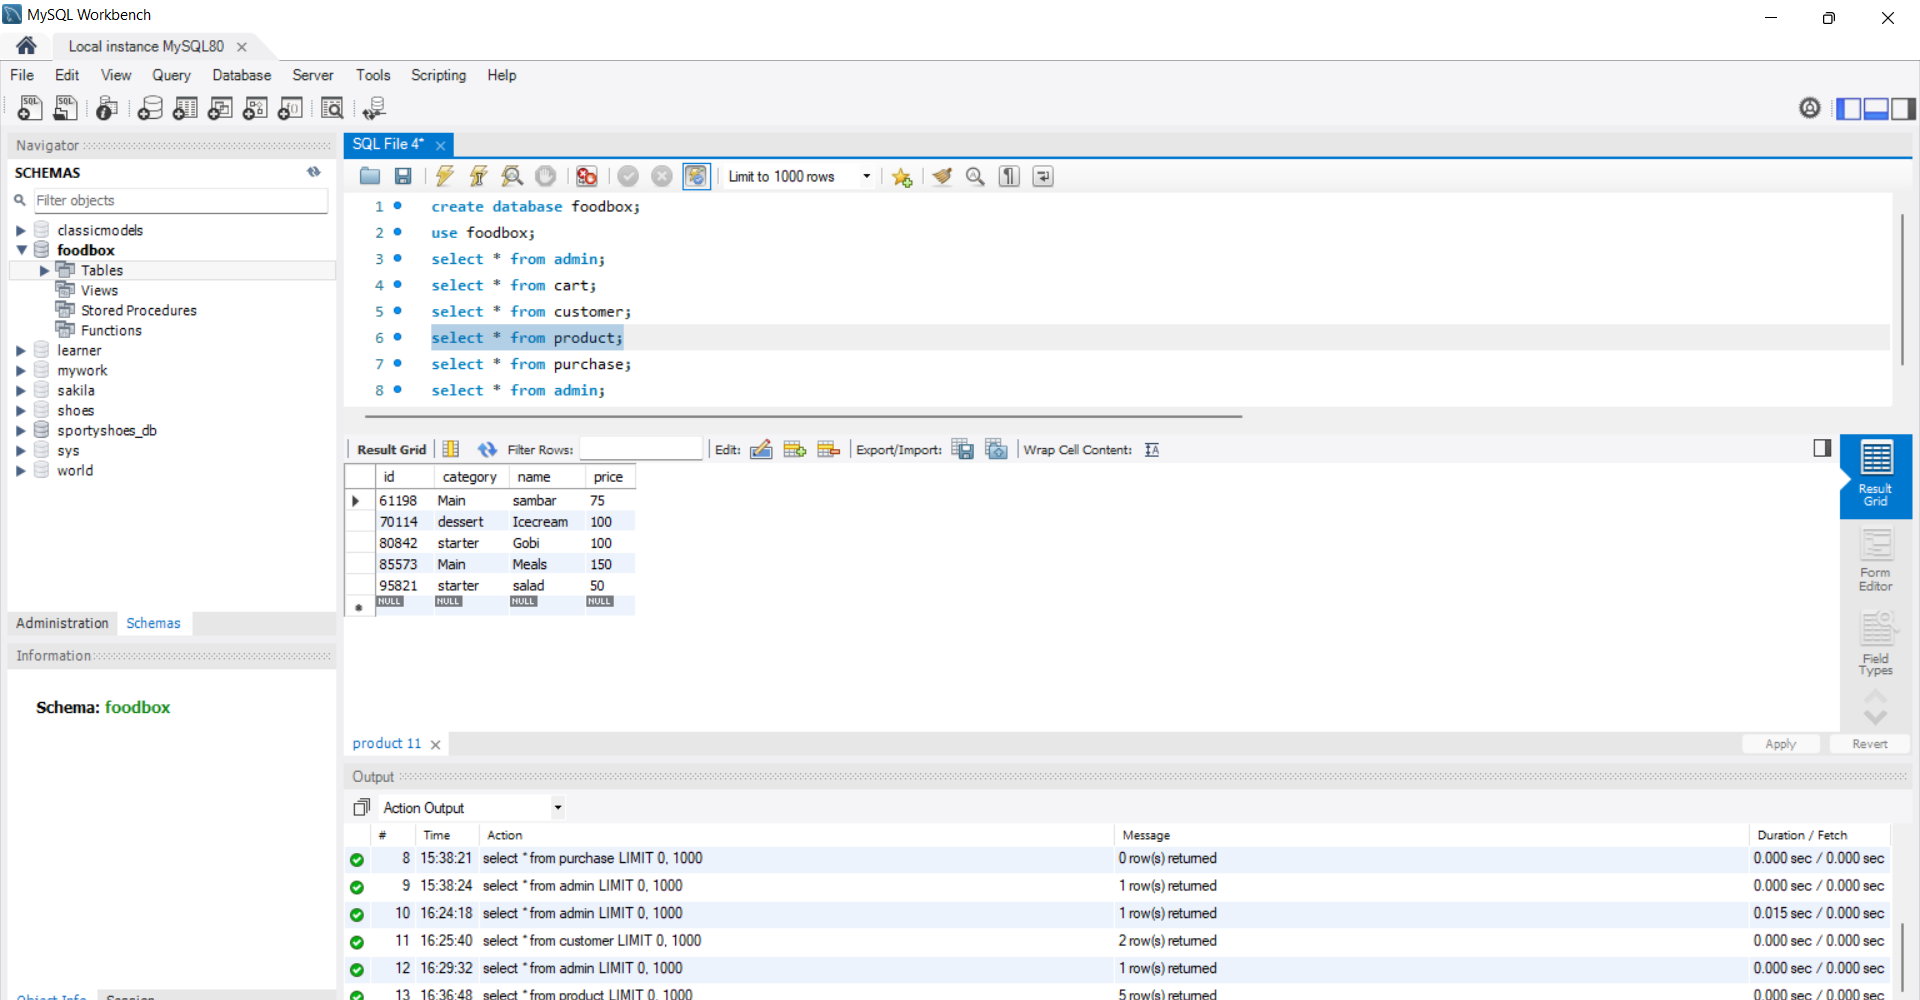 MySQL Workbench
Local instance MySQL80
File Edit View Query Database Server Tools Scripting Help
Navigator
SCHEMAS
Filter objects
classicmodels
foodbox
Tables
Views
Stored Procedures
Functions
learner
mywork
sakila
shoes
sportyshoes_db
sys
world
Administration Schemas
Information
Schema: foodbox
Object Info Session
SQL File 4*
Limit to 1000 rows
1 create database foodbox;
2 use foodbox;
3 select * from admin;
4 select * from cart;
5 select * from customer;
6 select * from product;
7 select * from purchase;
8 select * from admin;
Result Grid Filter Rows: Edit: Export/Import: Wrap Cell Content:
id category name price
61198 Main sambar 75
70114 dessert Icecream 100
80842 starter Gobi 100
85573 Main Meals 150
95821 starter salad 50
NULL NULL NULL NULL
Result
Grid
Form
Editor
Field
Types
product 11
Apply Revert
Output
Action Output
# Time Action Message Duration / Fetch
8 15:38:21 select * from purchase LIMIT 0, 1000 0 row(s) returned 0.000 sec / 0.000 sec
9 15:38:24 select * from admin LIMIT 0, 1000 1 row(s) returned 0.000 sec / 0.000 sec
10 16:24:18 select * from admin LIMIT 0, 1000 1 row(s) returned 0.015 sec / 0.000 sec
11 16:25:40 select * from customer LIMIT 0, 1000 2 row(s) returned 0.000 sec / 0.000 sec
12 16:29:32 select * from admin LIMIT 0, 1000 1 row(s) returned 0.000 sec / 0.000 sec
13 16:36:48 select * from product LIMIT 0, 1000 5 row(s) returned 0.000 sec / 0.000 sec